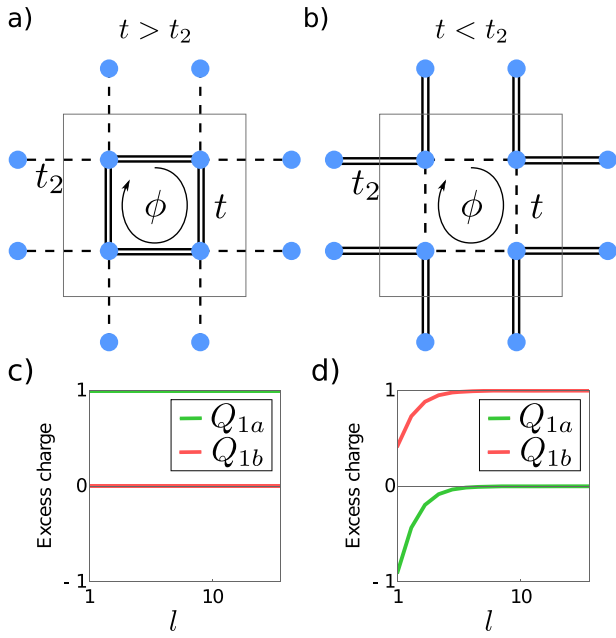 a)
t > t₂
b)
t < t₂
t₂
ϕ
t
t₂
ϕ
t
c)
Excess charge
1
0
- 1
Q₁ₐ
Q₁b
1
10
l
d)
Excess charge
1
0
- 1
Q₁ₐ
Q₁b
1
10
l